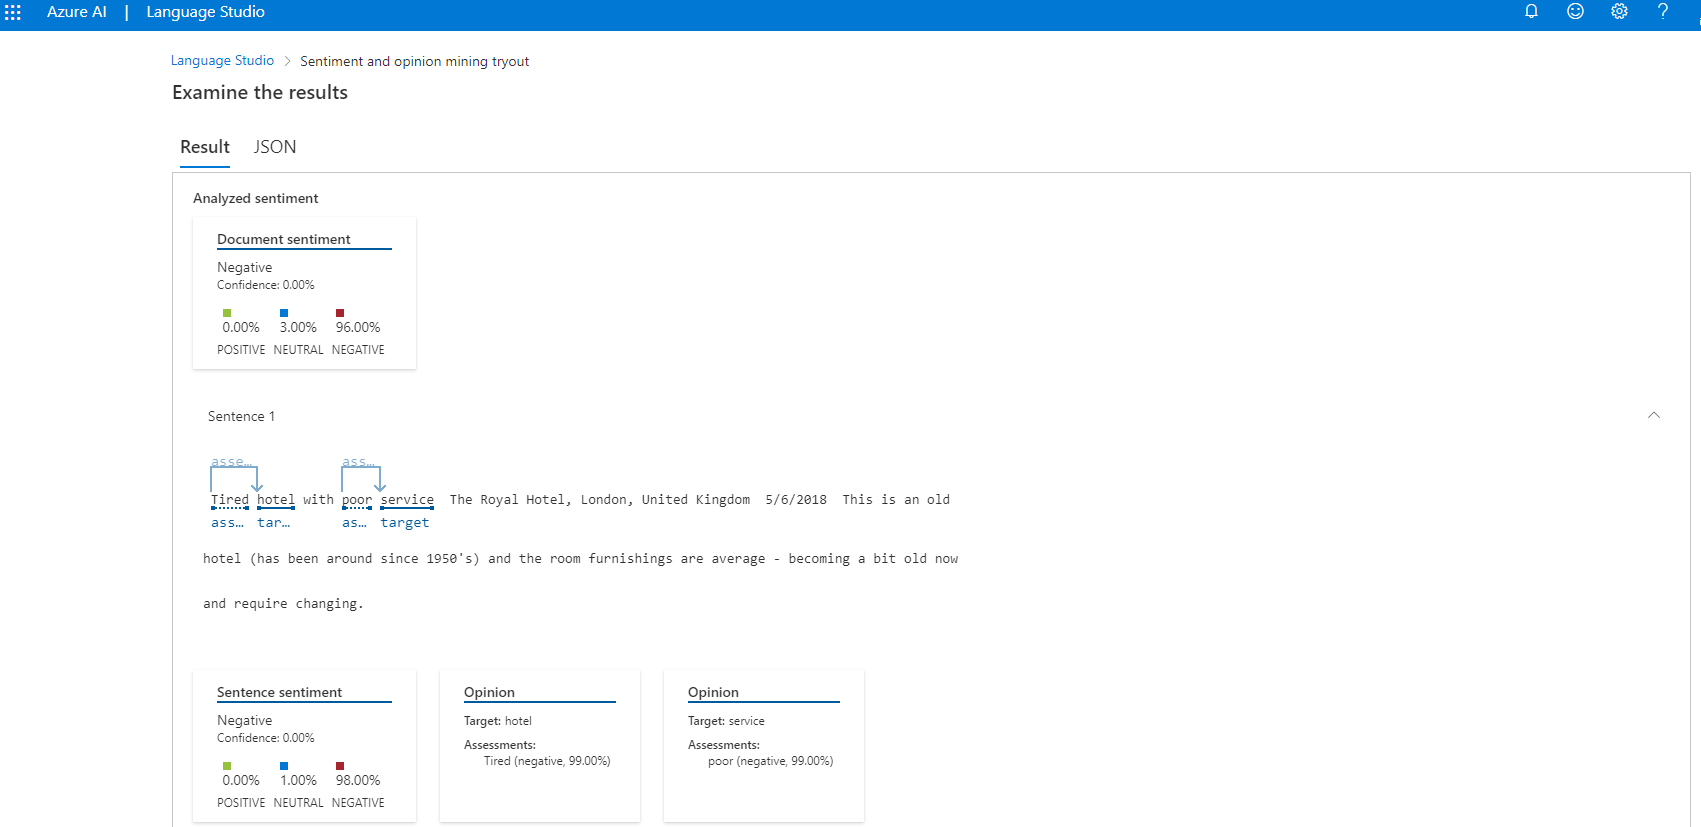 Azure AI | Language Studio
Language Studio > Sentiment and opinion mining tryout
Examine the results
Result JSON
Analyzed sentiment
Document sentiment
Negative
Confidence: 0.00%
0.00% 3.00% 96.00%
POSITIVE NEUTRAL NEGATIVE
Sentence 1
asse... ass...
Tired hotel with poor service The Royal Hotel, London, United Kingdom 5/6/2018 This is an old
ass... tar... as... target
hotel (has been around since 1950's) and the room furnishings are average - becoming a bit old now
and require changing.
Sentence sentiment
Negative
Confidence: 0.00%
0.00% 1.00% 98.00%
POSITIVE NEUTRAL NEGATIVE
Opinion
Target: hotel
Assessments:
Tired (negative, 99.00%)
Opinion
Target: service
Assessments:
poor (negative, 99.00%)